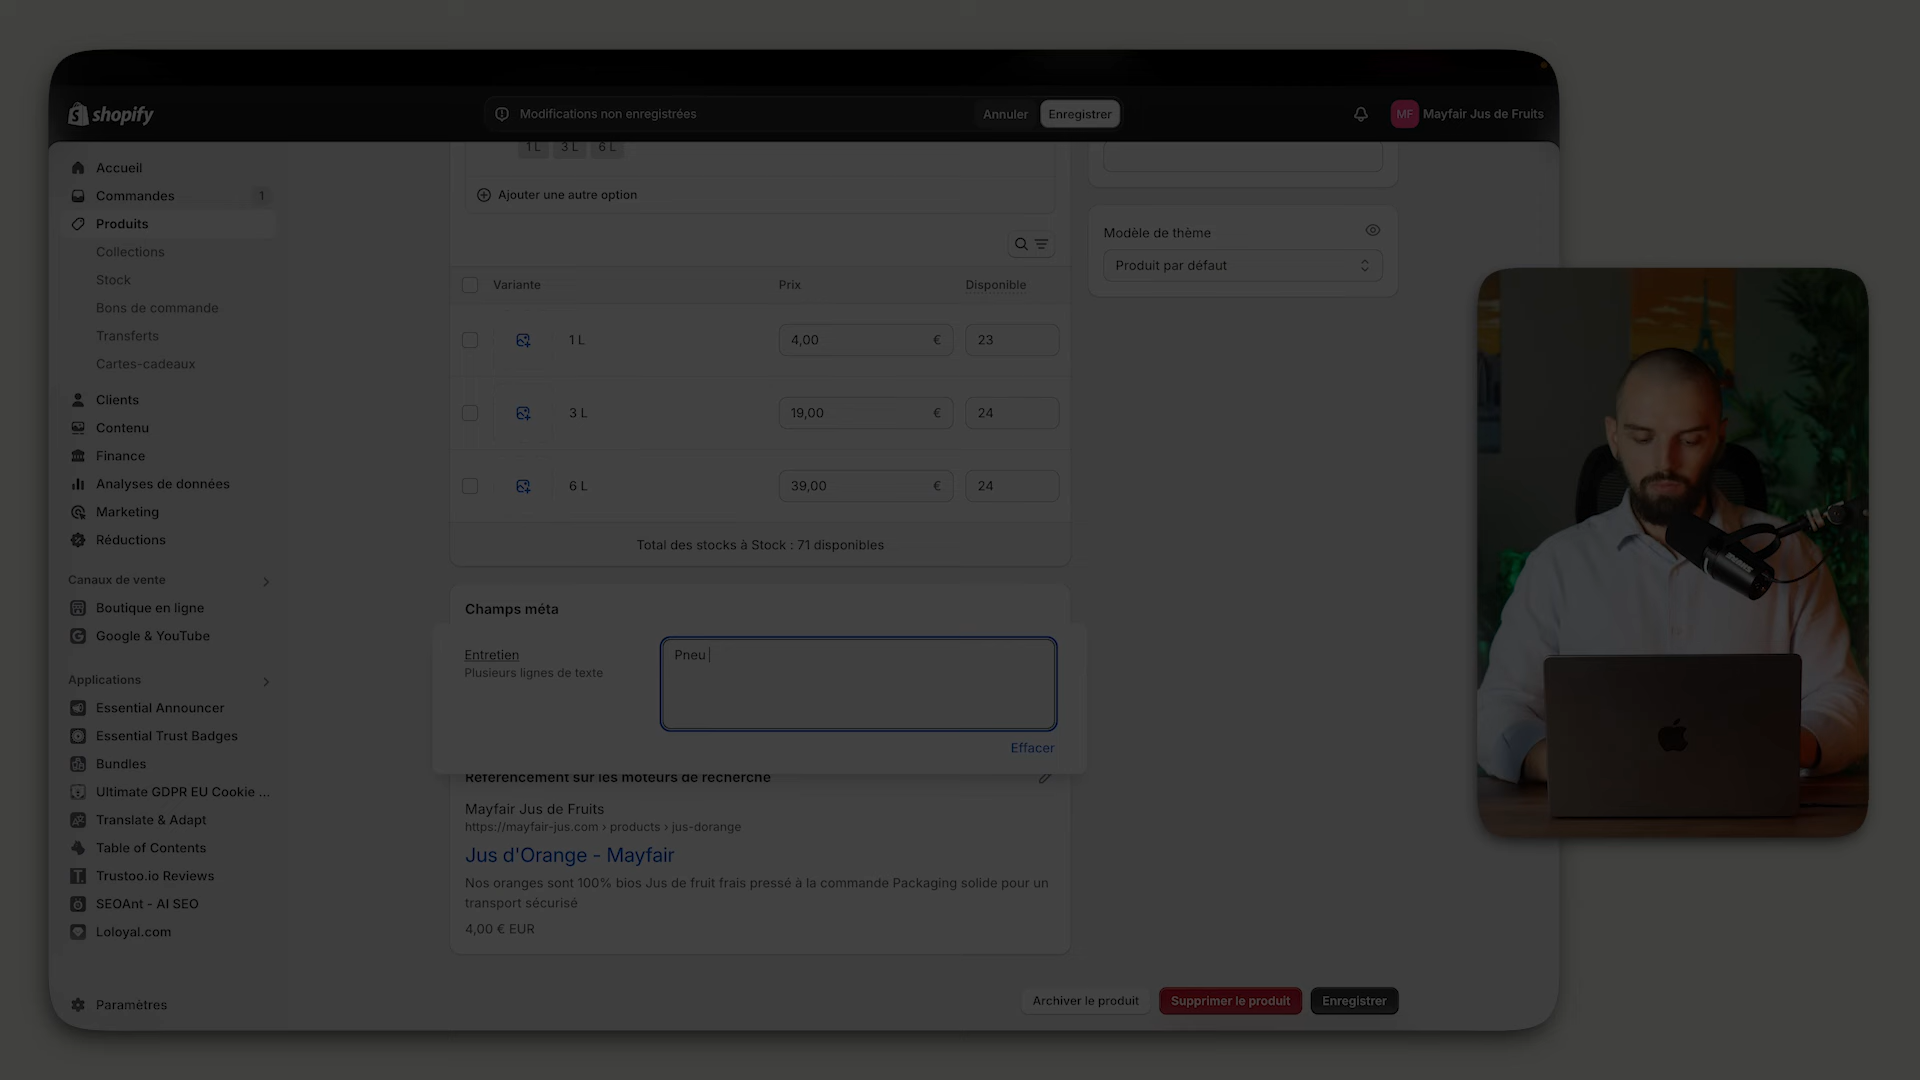 shopify
Modifications non enregistrées
Annuler
Enregistrer
MF
Mayfair Jus de Fruits
Accueil
Commandes
1
Produits
Collections
Stock
Bons de commande
Transferts
Cartes-cadeaux
Clients
Contenu
Finance
Analyses de données
Marketing
Réductions
Canaux de vente
Boutique en ligne
Google & YouTube
Applications
Essential Announcer
Essential Trust Badges
Bundles
Ultimate GDPR EU Cookie ...
Translate & Adapt
Table of Contents
Trustoo.io Reviews
SEOAnt - AI SEO
Loloyal.com
Paramètres
1 L 3 L 6 L
Ajouter une autre option
Variante Prix Disponible
1 L 4,00 € 23
3 L 19,00 € 24
6 L 39,00 € 24
Total des stocks à Stock : 71 disponibles
Champs méta
Entretien
Plusieurs lignes de texte
Pneu
Effacer
Référencement sur les moteurs de recherche
Mayfair Jus de Fruits
https://mayfair-jus.com › products › jus-dorange
Jus d'Orange - Mayfair
Nos oranges sont 100% bios Jus de fruit frais pressé à la commande Packaging solide pour un
transport sécurisé
4,00 € EUR
Modèle de thème
Produit par défaut
Archiver le produit
Supprimer le produit
Enregistrer